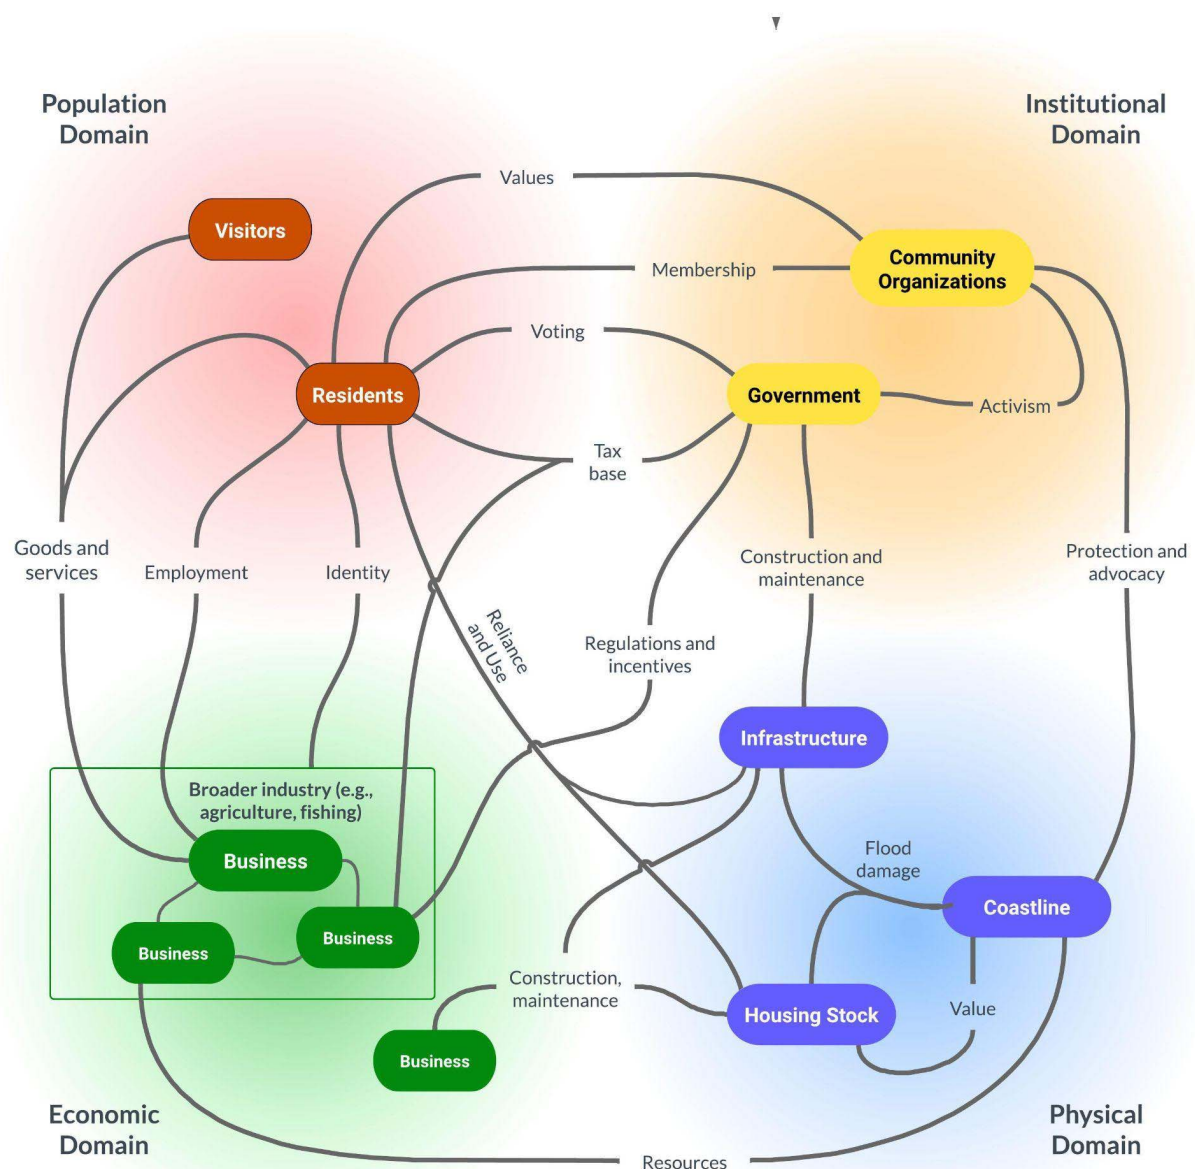 Population
Domain
Institutional
Domain
Values
Visitors
Community
Organizations
Membership
Voting
Residents
Government
Activism
Tax
base
Goods and
services
Employment
Identity
Construction and
maintenance
Protection and
advocacy
Reliance
and Use
Regulations and
incentives
Infrastructure
Broader industry (e.g.,
agriculture, fishing)
Business
Flood
damage
Coastline
Business
Business
Construction,
maintenance
Value
Housing Stock
Business
Economic
Domain
Physical
Domain
Resources